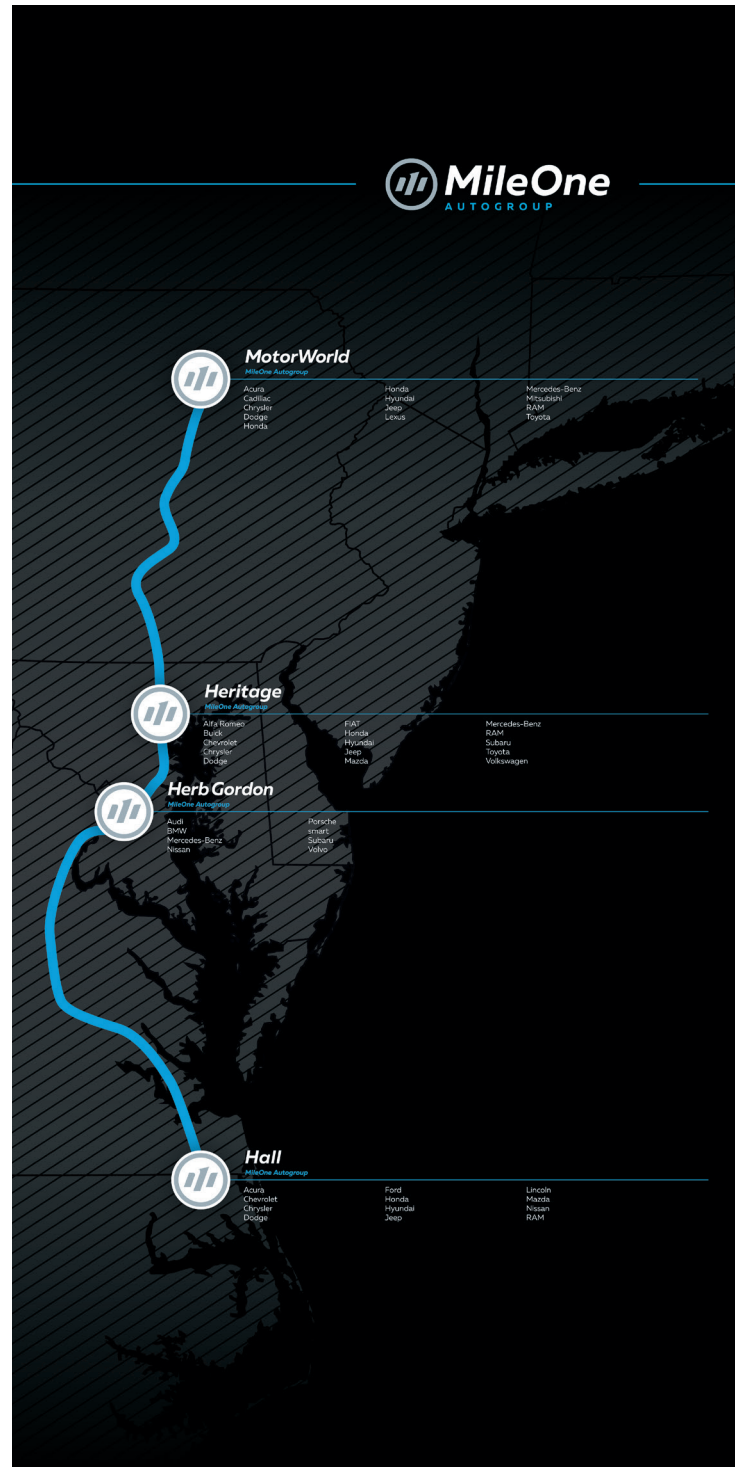 MileOne
AUTOGROUP
MotorWorld
MileOne Autogroup
Acura
Cadillac
Chrysler
Dodge
Honda
Honda
Hyundai
Jeep
Lexus
Mercedes-Benz
Mitsubishi
RAM
Toyota
Heritage
MileOne Autogroup
Alfa Romeo
Buick
Chevrolet
Chrysler
Dodge
FIAT
Honda
Hyundai
Jeep
Mazda
Mercedes-Benz
RAM
Subaru
Toyota
Volkswagen
Herb Gordon
MileOne Autogroup
Audi
BMW
Mercedes-Benz
Nissan
Porsche
smart
Subaru
Volvo
Hall
MileOne Autogroup
Acura
Chevrolet
Chrysler
Dodge
Ford
Honda
Hyundai
Jeep
Lincoln
Mazda
Nissan
RAM